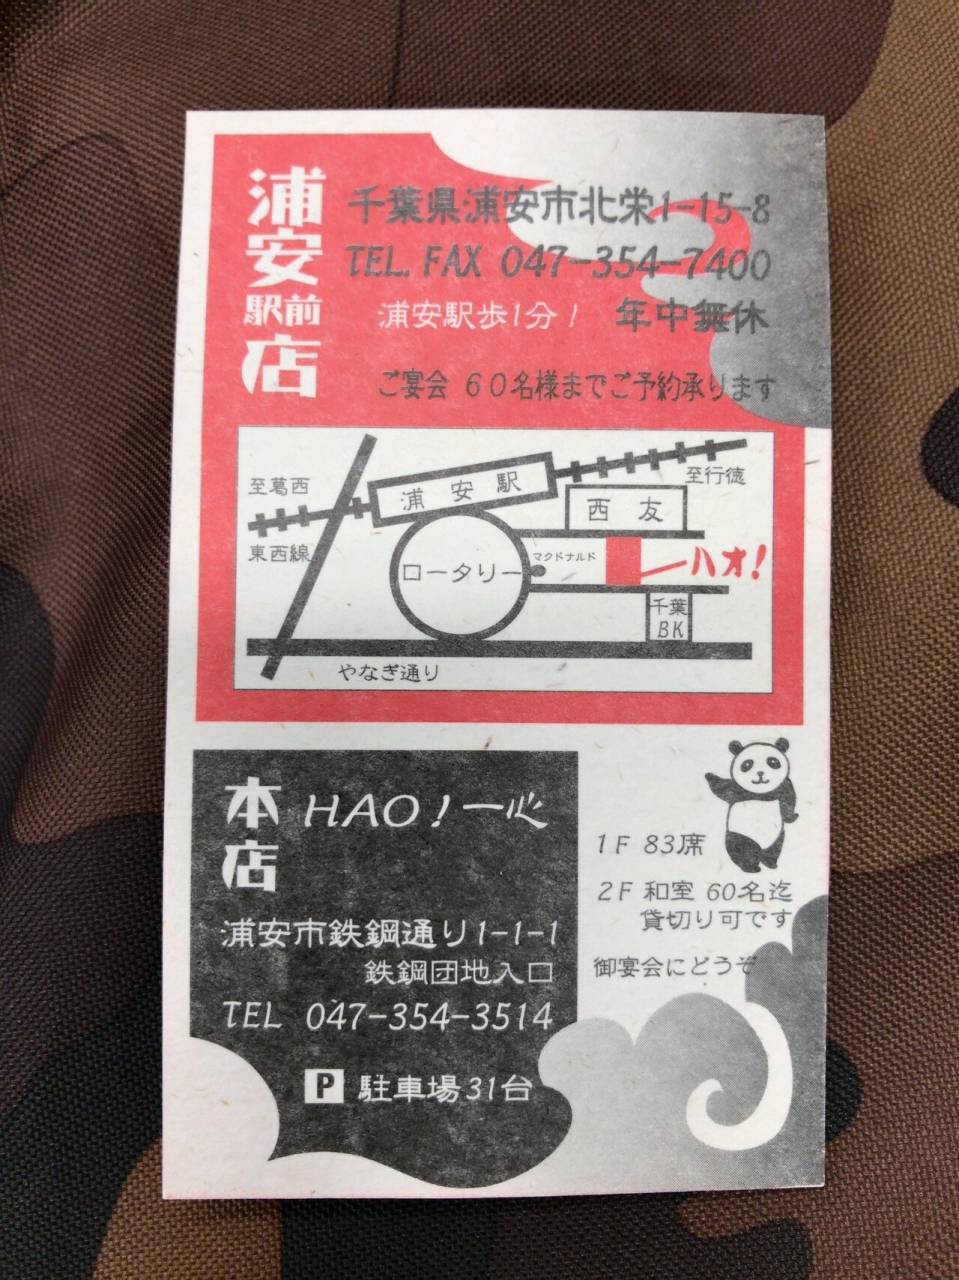 浦安駅前店
千葉県浦安市北栄1-15-8
TEL. FAX 047-354-7400
浦安駅歩1分! 年中無休
ご宴会 60名様までご予約承ります
至葛西
浦安駅
至行徳
西友
東西線
マクドナルド
ロータリー
ハオ!
千葉
BK
やなぎ通り
本店
HAO!一心
浦安市鉄鋼通り1-1-1
鉄鋼団地入口
TEL 047-354-3514
P 駐車場31台
1F 83席
2F 和室 60名迄
貸切り可です
御宴会にどうぞ